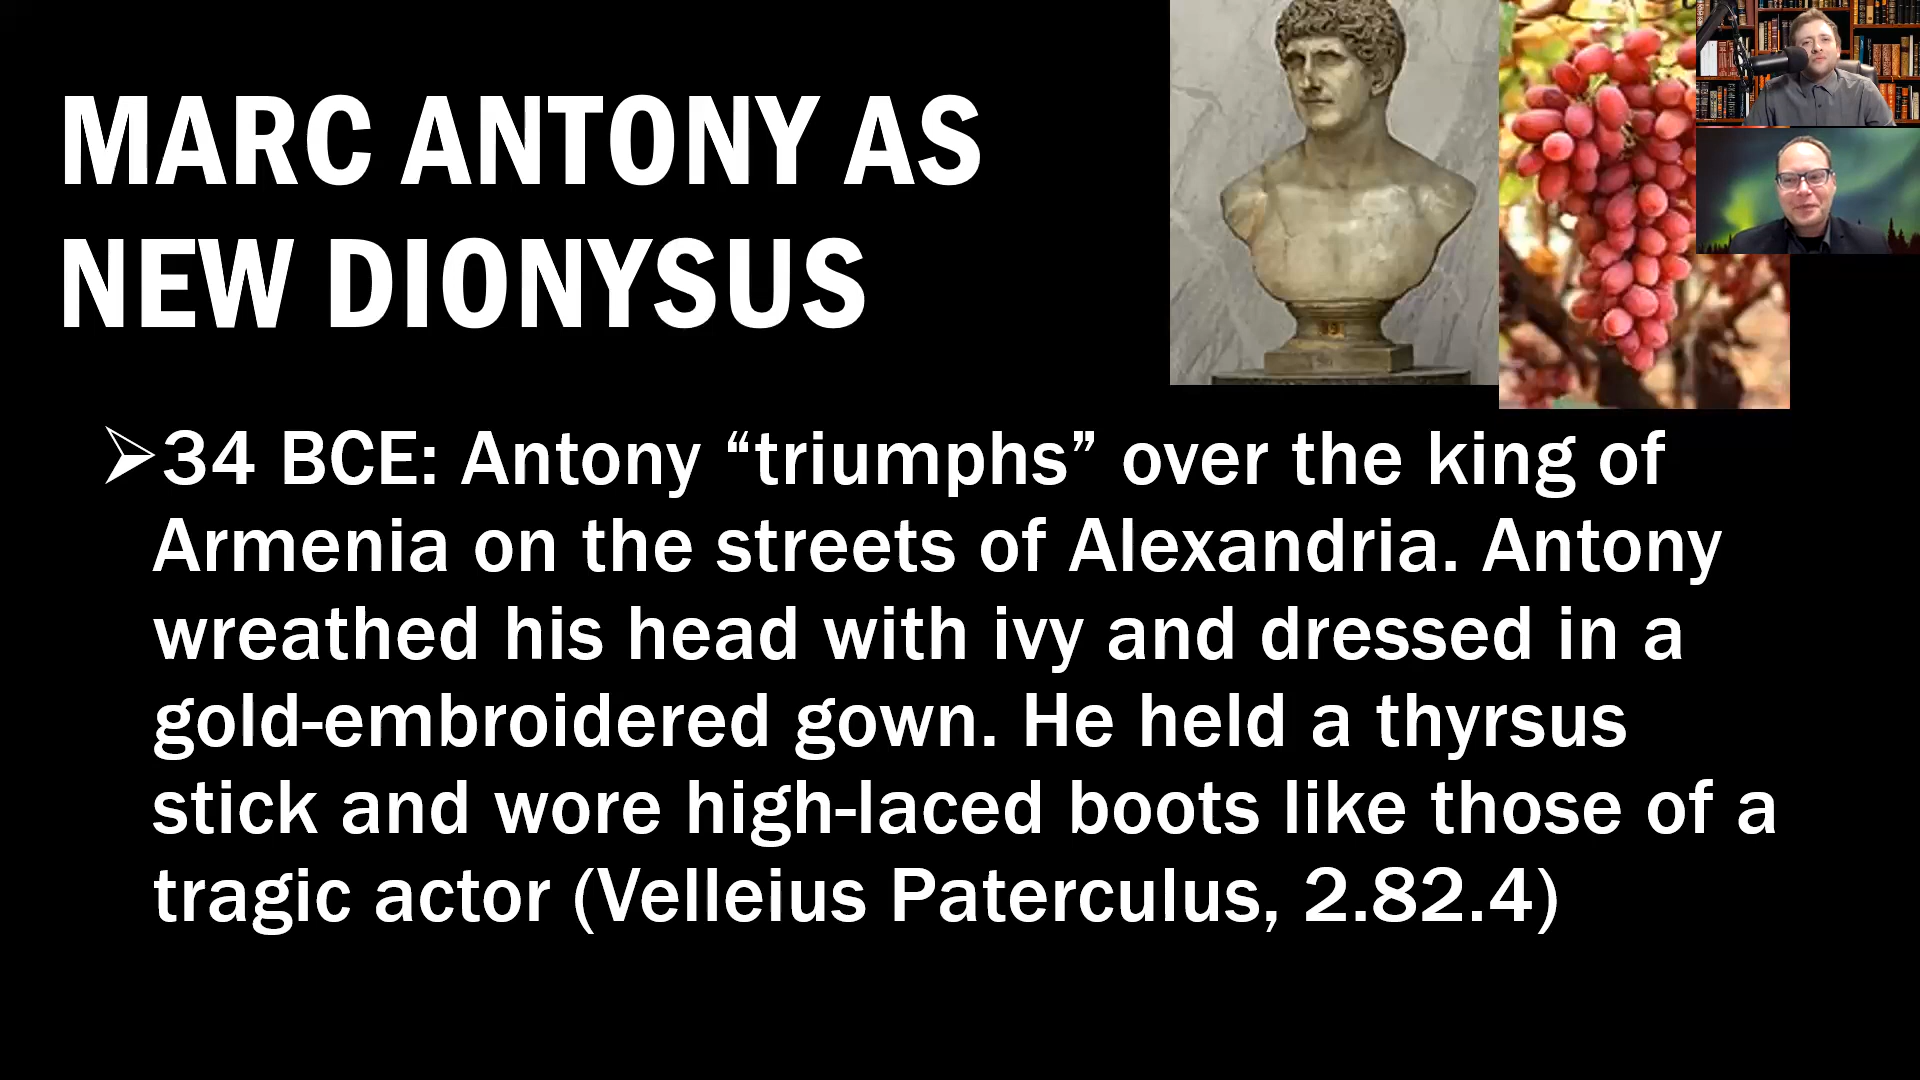 MARC ANTONY AS
NEW DIONYSUS
➢34 BCE: Antony “triumphs” over the king of
Armenia on the streets of Alexandria. Antony
wreathed his head with ivy and dressed in a
gold-embroidered gown. He held a thyrsus
stick and wore high-laced boots like those of a
tragic actor (Velleius Paterculus, 2.82.4)